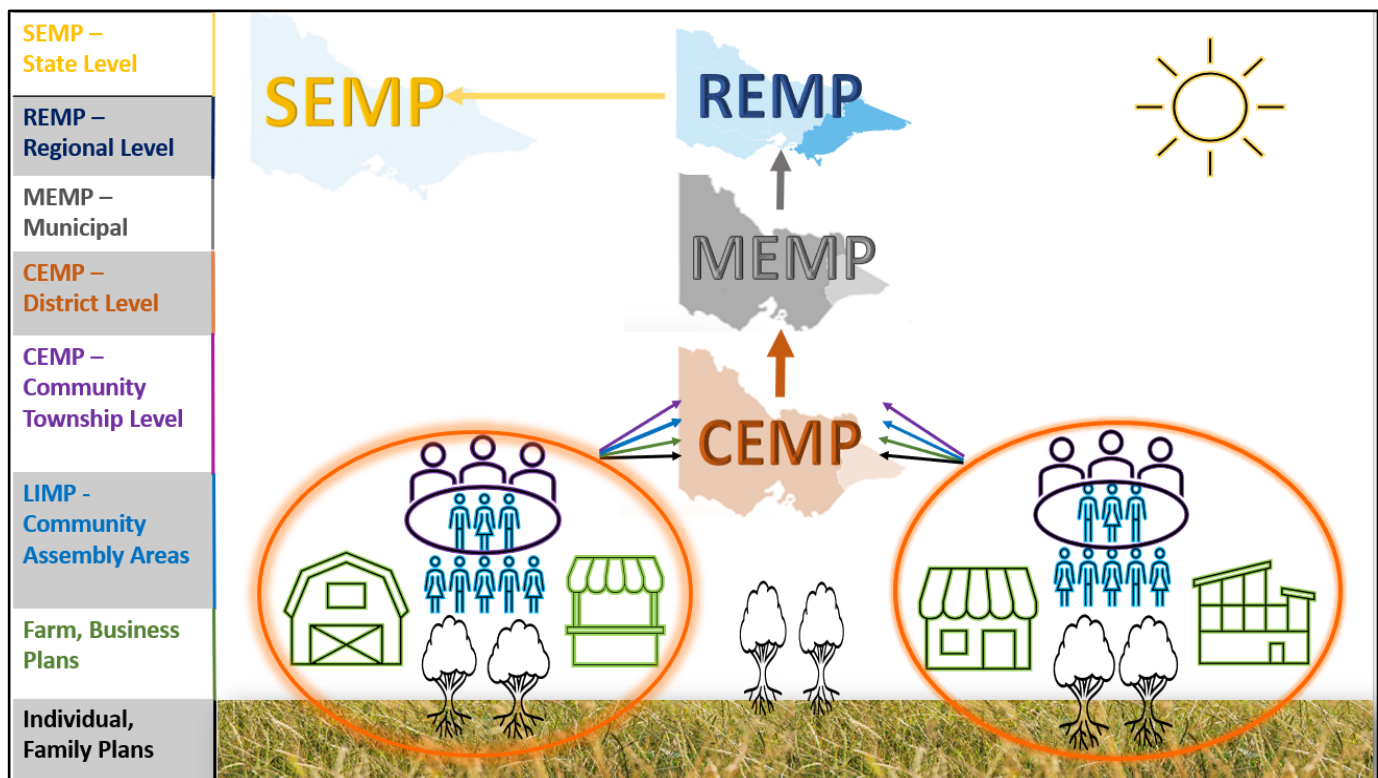 SEMP –
State Level
REMP –
Regional Level
MEMP –
Municipal
CEMP –
District Level
CEMP –
Community
Township Level
LIMP -
Community
Assembly Areas
Farm, Business
Plans
Individual,
Family Plans
SEMP
REMP
MEMP
CEMP